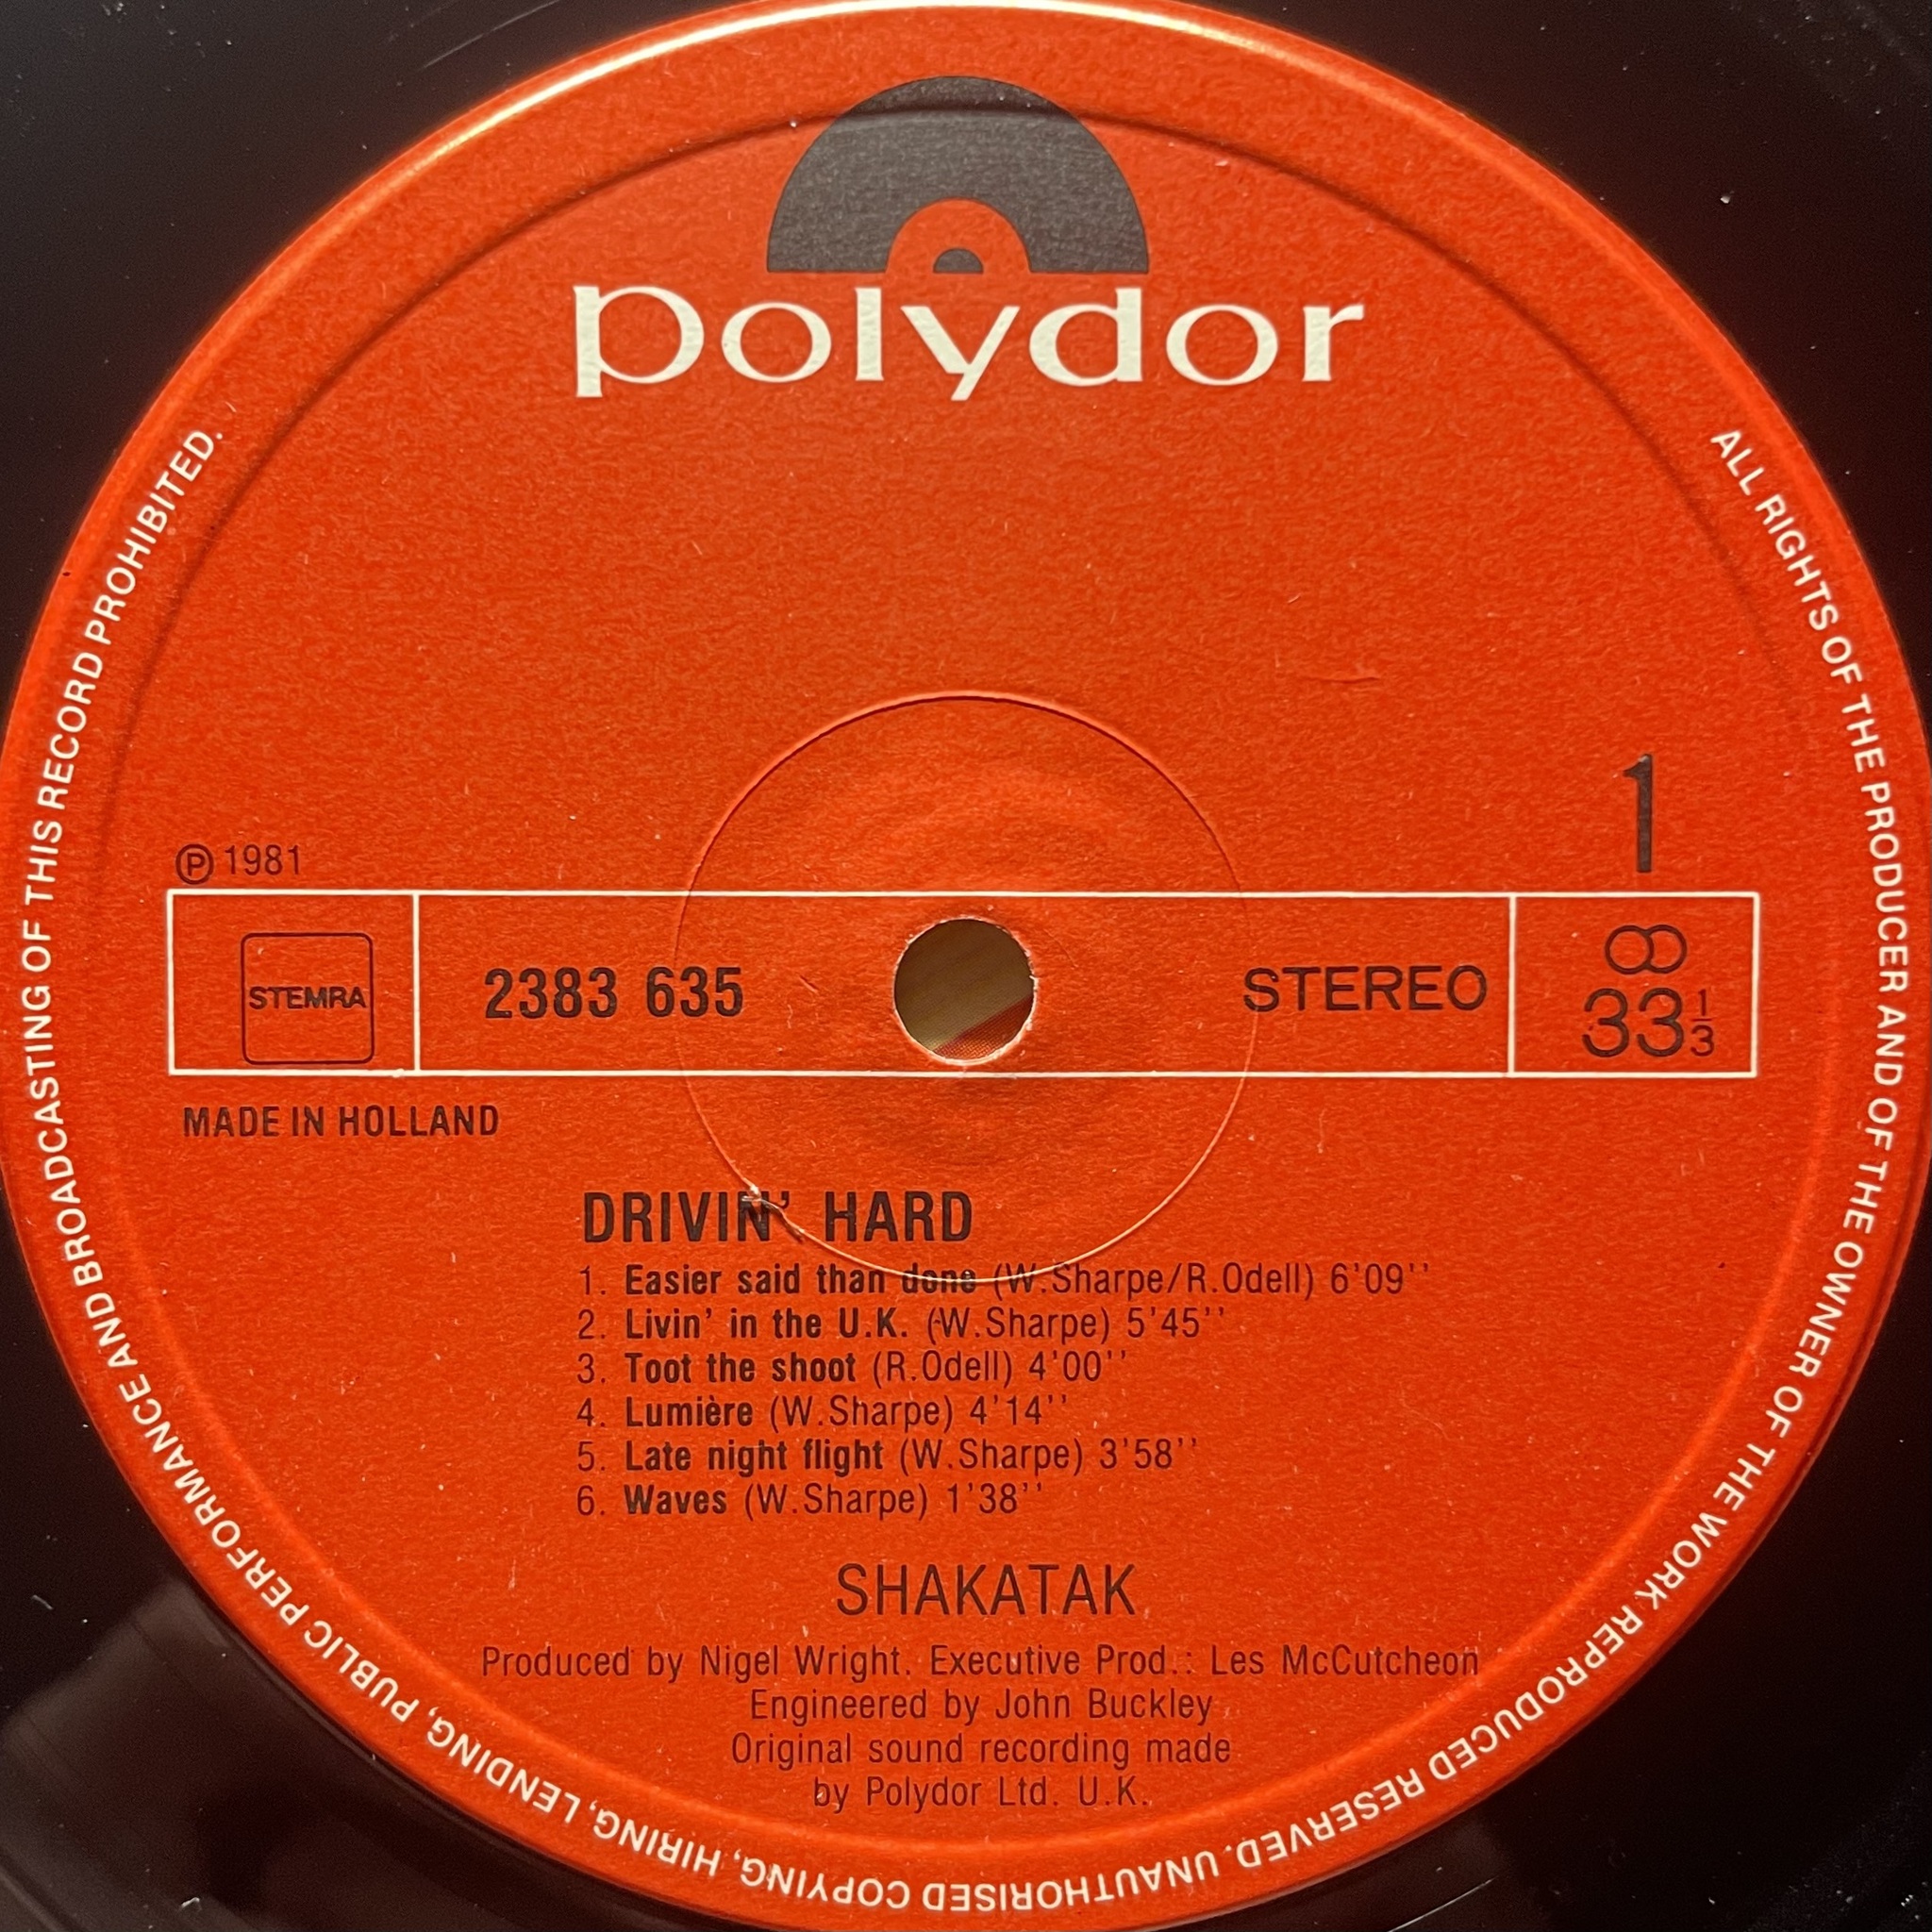 polydor
℗ 1981
1
STEMRA
2383 635
STEREO
33 1/3
MADE IN HOLLAND
DRIVIN' HARD
1. Easier said than done (W.Sharpe/R.Odell) 6'09''
2. Livin' in the U.K. (W.Sharpe) 5'45''
3. Toot the shoot (R.Odell) 4'00''
4. Lumière (W.Sharpe) 4'14''
5. Late night flight (W.Sharpe) 3'58''
6. Waves (W.Sharpe) 1'38''
SHAKATAK
Produced by Nigel Wright. Executive Prod.: Les McCutcheon
Engineered by John Buckley
Original sound recording made
by Polydor Ltd. U.K.
ALL RIGHTS OF THE PRODUCER AND OF THE OWNER OF THE WORK REPRODUCED RESERVED. UNAUTHORISED COPYING, HIRING, LENDING, PUBLIC PERFORMANCE AND BROADCASTING OF THIS RECORD PROHIBITED.